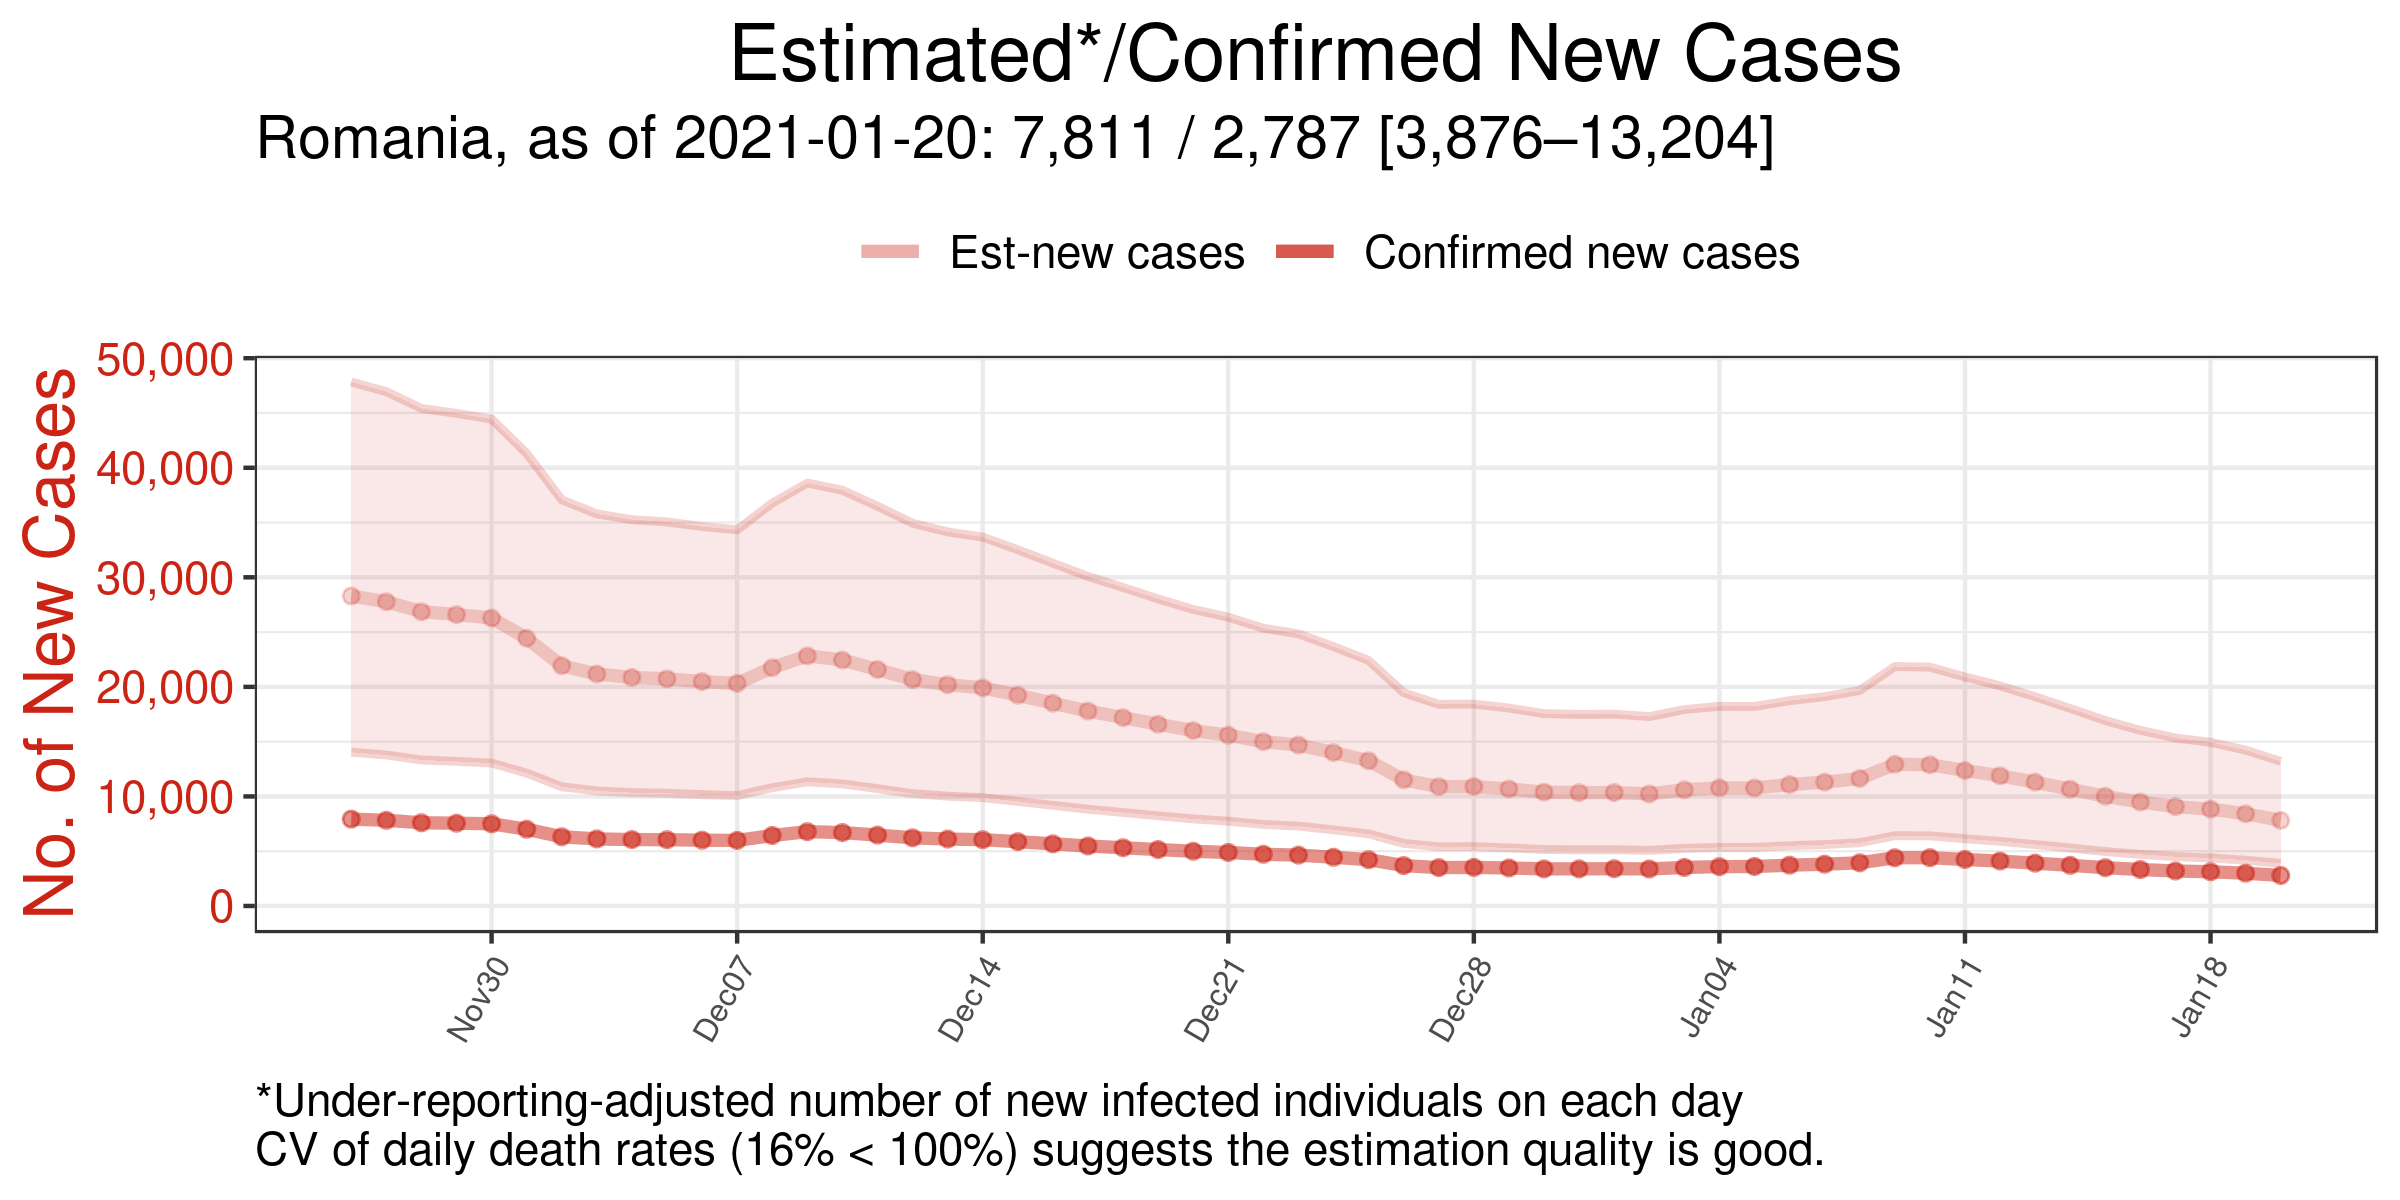 Estimated*/Confirmed New Cases
Romania, as of 2021-01-20: 7,811 / 2,787 [3,876–13,204]
Est-new cases
Confirmed new cases
No. of New Cases
50,000
40,000
30,000
20,000
10,000
0
Nov30
Dec07
Dec14
Dec21
Dec28
Jan04
Jan11
Jan18
*Under-reporting-adjusted number of new infected individuals on each day
CV of daily death rates (16% < 100%) suggests the estimation quality is good.